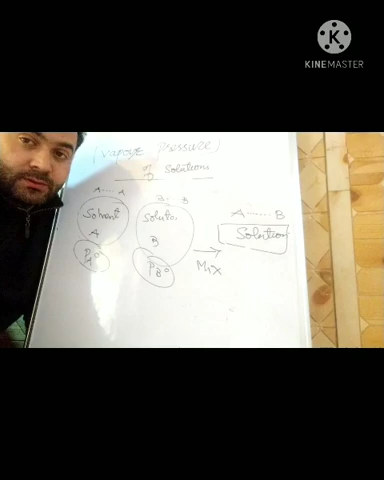 K
KINEMASTER
(Vapour Pressure)
of Solutions
A....A
B..B
Solvent
A
PA°
Solute
B
PB°
Mix
A......B
Solution